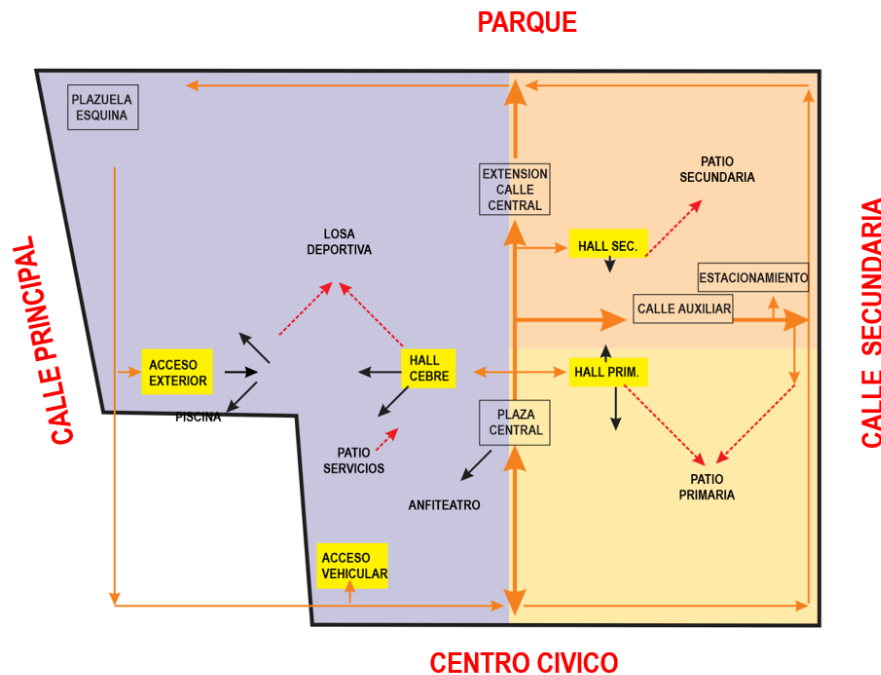 PARQUE
PLAZUELA
ESQUINA
PATIO
SECUNDARIA
EXTENSION
CALLE
CENTRAL
LOSA
DEPORTIVA
HALL SEC.
ESTACIONAMIENTO
CALLE AUXILIAR
CALLE PRINCIPAL
CALLE SECUNDARIA
ACCESO
EXTERIOR
HALL
CEBRE
HALL PRIM.
PISCINA
PLAZA
CENTRAL
PATIO
SERVICIOS
ANFITEATRO
PATIO
PRIMARIA
ACCESO
VEHICULAR
CENTRO CIVICO